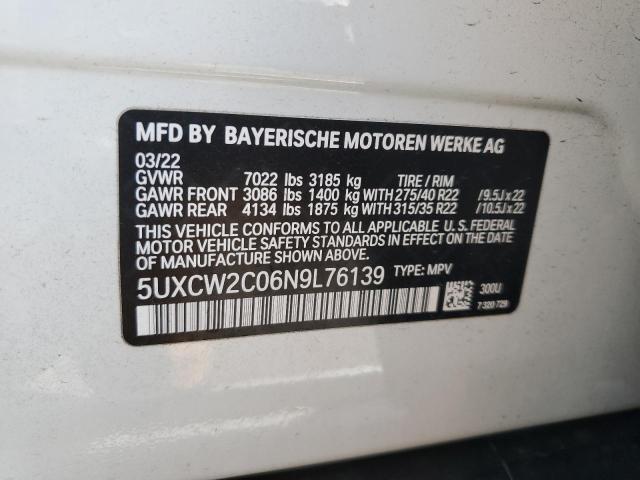 MFD BY BAYERISCHE MOTOREN WERKE AG
03/22
GVWR 7022 lbs 3185 kg TIRE / RIM
GAWR FRONT 3086 lbs 1400 kg WITH 275/40 R22 /9.5J x 22
GAWR REAR 4134 lbs 1875 kg WITH 315/35 R22 /10.5J x 22
THIS VEHICLE CONFORMS TO ALL APPLICABLE U. S. FEDERAL
MOTOR VEHICLE SAFETY STANDARDS IN EFFECT ON THE DATE
OF MANUFACTURE SHOWN ABOVE.
5UXCW2C06N9L76139 TYPE: MPV
300U
7 320 729